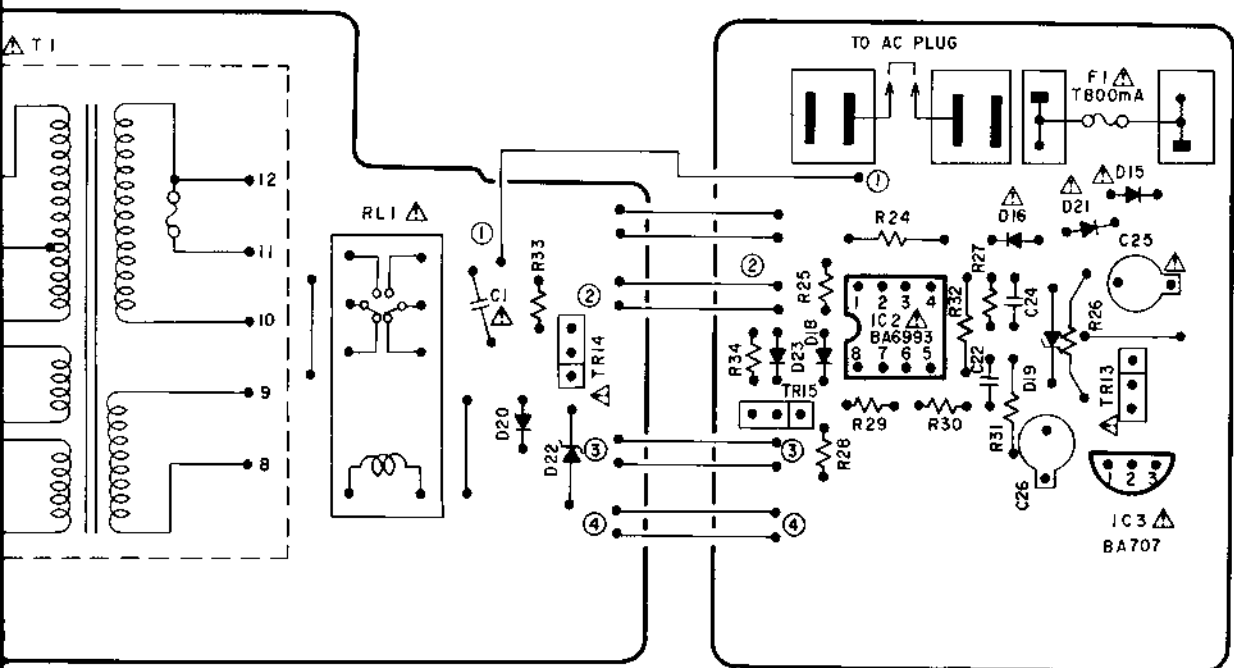 ⚠ T1
12
11
10
9
8
RL1 ⚠
①
C1
⚠
R33
②
TR14
⚠
D20
D22
③
④
TO AC PLUG
F1 ⚠
T800mA
①
⚠ D15
⚠
D21
⚠
D16
R24
C25
⚠
②
R25
R27
R32
C24
R26
1 2 3 4
IC2 ⚠
BA6993
8 7 6 5
R34
D23
D18
C22
D19
TR13
⚠
TR15
R29
R30
R31
③
R28
C26
1 2 3
④
IC3 ⚠
BA707